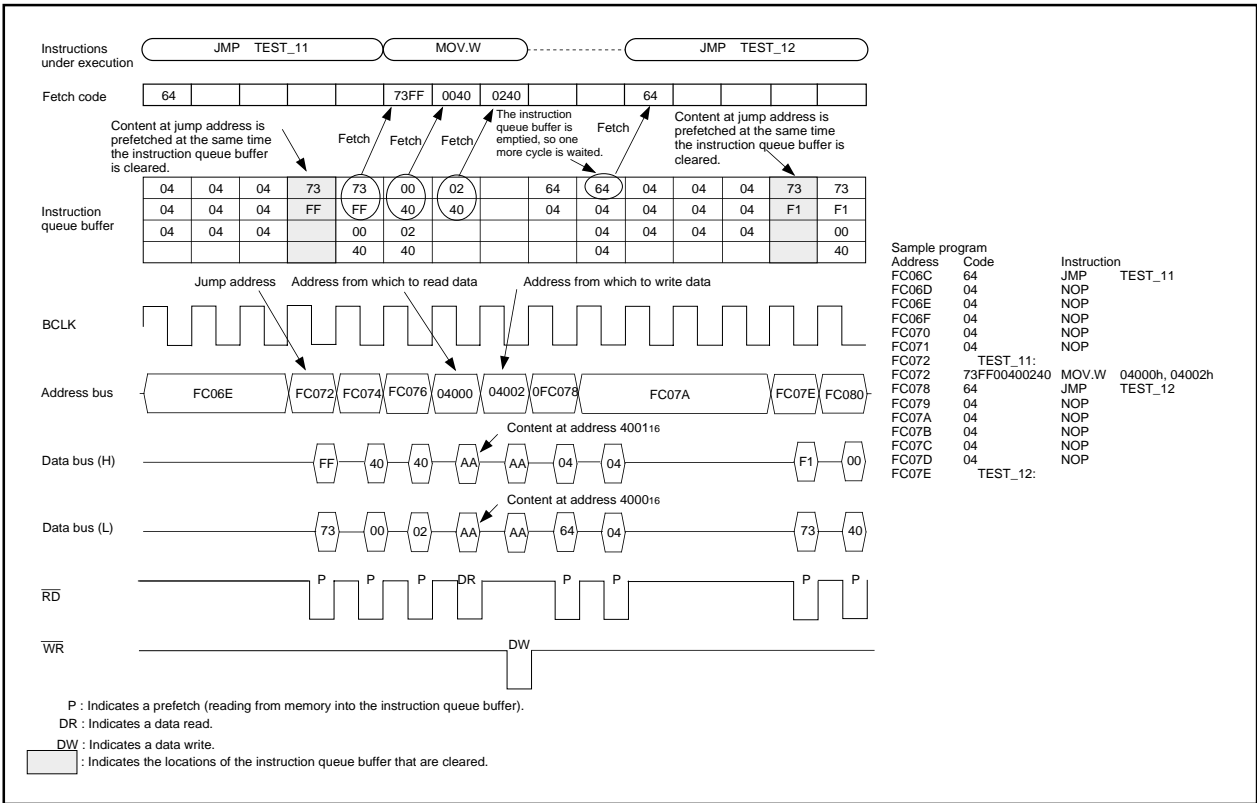 Instructions under execution
JMP TEST_11
MOV.W
JMP TEST_12
Fetch code
64
73FF
0040
0240
64
Content at jump address is prefetched at the same time the instruction queue buffer is cleared.
Fetch
Fetch
Fetch
The instruction queue buffer is emptied, so one more cycle is waited.
Fetch
Content at jump address is prefetched at the same time the instruction queue buffer is cleared.
Instruction queue buffer
04 04 04 73 73 00 02 64 64 04 04 04 73 73
04 04 04 FF FF 40 40 04 04 04 04 04 F1 F1
04 04 04 00 02 04 04 04 04 00
40 40 04 40
Jump address
Address from which to read data
Address from which to write data
BCLK
Address bus
FC06E FC072 FC074 FC076 04000 04002 0FC078 FC07A FC07E FC080
Content at address 400116
Data bus (H)
FF 40 40 AA AA 04 04 F1 00
Content at address 400016
Data bus (L)
73 00 02 AA AA 64 04 73 40
RD
P P P DR P P P P
WR
DW
P : Indicates a prefetch (reading from memory into the instruction queue buffer).
DR : Indicates a data read.
DW : Indicates a data write.
: Indicates the locations of the instruction queue buffer that are cleared.
Sample program
Address Code Instruction
FC06C 64 JMP TEST_11
FC06D 04 NOP
FC06E 04 NOP
FC06F 04 NOP
FC070 04 NOP
FC071 04 NOP
FC072 TEST_11:
FC072 73FF00400240 MOV.W 04000h, 04002h
FC078 64 JMP TEST_12
FC079 04 NOP
FC07A 04 NOP
FC07B 04 NOP
FC07C 04 NOP
FC07D 04 NOP
FC07E TEST_12: